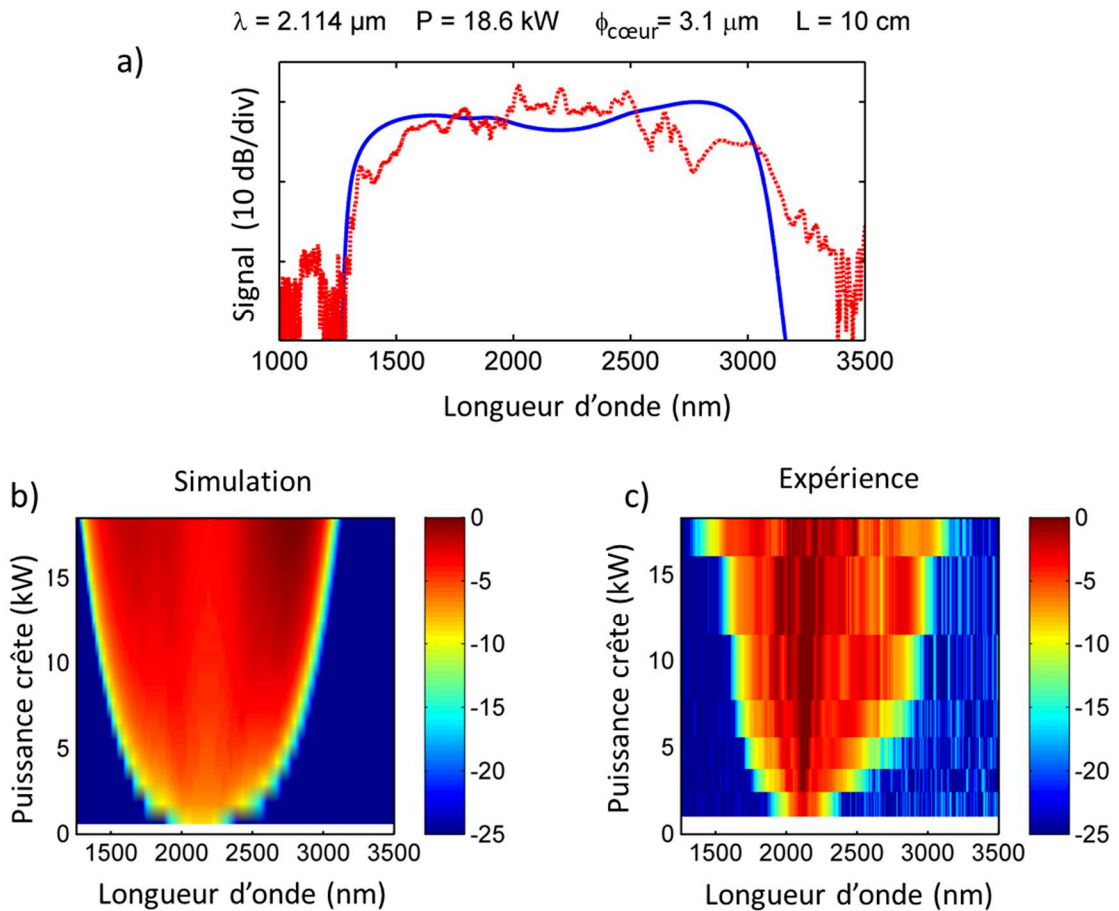 λ = 2.114 µm P = 18.6 kW ϕcœur = 3.1 μm L = 10 cm
a)
Signal (10 dB/div)
1000 1500 2000 2500 3000 3500
Longueur d'onde (nm)
b)
Simulation
Puissance crête (kW)
15
10
5
0
1500 2000 2500 3000 3500
Longueur d'onde (nm)
0
-5
-10
-15
-20
-25
c)
Expérience
Puissance crête (kW)
15
10
5
0
1500 2000 2500 3000 3500
Longueur d'onde (nm)
0
-5
-10
-15
-20
-25